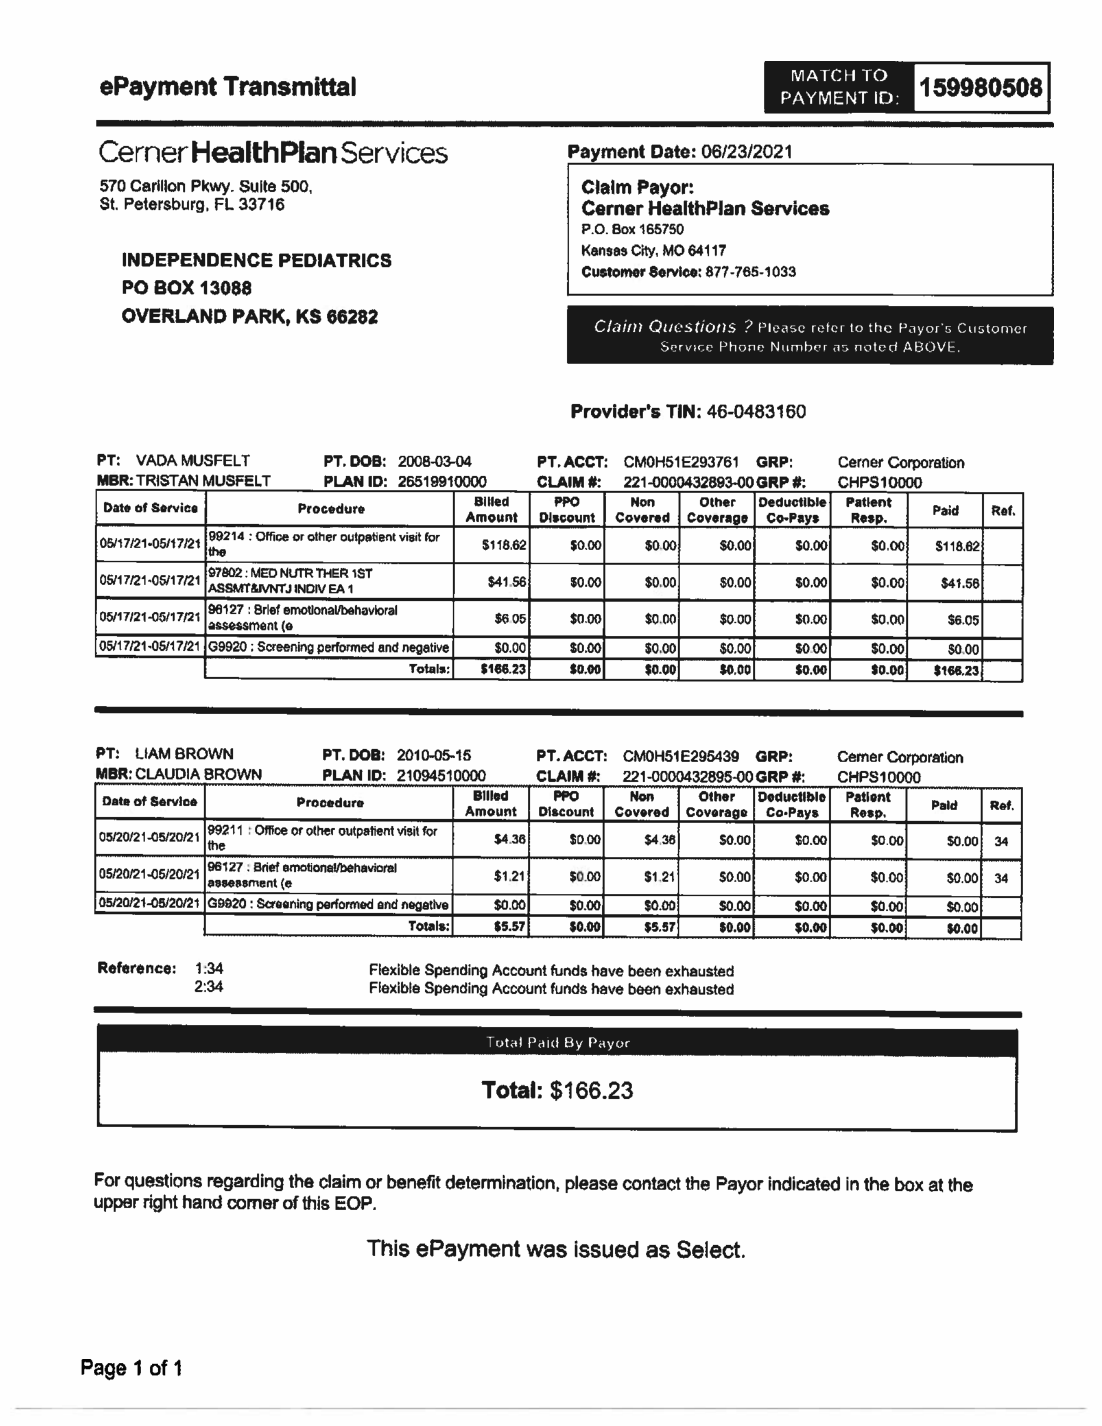 ePayment Transmittal
MATCH TO
PAYMENT ID:
159980508
Cerner HealthPlan Services
570 Carillon Pkwy. Suite 500,
St. Petersburg, FL 33716
Payment Date: 06/23/2021
Claim Payor:
Cerner HealthPlan Services
P.O. Box 165750
Kansas City, MO 64117
Customer Service: 877-765-1033
INDEPENDENCE PEDIATRICS
PO BOX 13088
OVERLAND PARK, KS 66282
Claim Questions ? Please refer to the Payor's Customer
Service Phone Number as noted ABOVE.
Provider's TIN: 46-0483160
PT: VADA MUSFELT PT. DOB: 2008-03-04 PT. ACCT: CM0H51E293761 GRP: Cerner Corporation
MBR: TRISTAN MUSFELT PLAN ID: 26519910000 CLAIM #: 221-0000432893-00 GRP #: CHPS10000
Date of Service Procedure Billed Amount PPO Discount Non Covered Other Coverage Deductible Co-Pays Patient Resp. Paid Ref.
05/17/21-05/17/21 99214 : Office or other outpatient visit for the $118.62 $0.00 $0.00 $0.00 $0.00 $0.00 $118.62
05/17/21-05/17/21 97802 : MED NUTR THER 1ST ASSMT&IVNTJ INDIV EA 1 $41.56 $0.00 $0.00 $0.00 $0.00 $0.00 $41.56
05/17/21-05/17/21 96127 : Brief emotional/behavioral assessment (e $6.05 $0.00 $0.00 $0.00 $0.00 $0.00 $6.05
05/17/21-05/17/21 G9920 : Screening performed and negative $0.00 $0.00 $0.00 $0.00 $0.00 $0.00 $0.00
Totals: $166.23 $0.00 $0.00 $0.00 $0.00 $0.00 $166.23
PT: LIAM BROWN PT. DOB: 2010-05-15 PT. ACCT: CM0H51E295439 GRP: Cerner Corporation
MBR: CLAUDIA BROWN PLAN ID: 21094510000 CLAIM #: 221-0000432895-00 GRP #: CHPS10000
Date of Service Procedure Billed Amount PPO Discount Non Covered Other Coverage Deductible Co-Pays Patient Resp. Paid Ref.
05/20/21-05/20/21 99211 : Office or other outpatient visit for the $4.36 $0.00 $4.36 $0.00 $0.00 $0.00 $0.00 34
05/20/21-05/20/21 96127 : Brief emotional/behavioral assessment (e $1.21 $0.00 $1.21 $0.00 $0.00 $0.00 $0.00 34
05/20/21-05/20/21 G9920 : Screening performed and negative $0.00 $0.00 $0.00 $0.00 $0.00 $0.00 $0.00
Totals: $5.57 $0.00 $5.57 $0.00 $0.00 $0.00 $0.00
Reference: 1:34 Flexible Spending Account funds have been exhausted
2:34 Flexible Spending Account funds have been exhausted
Total Paid By Payor
Total: $166.23
For questions regarding the claim or benefit determination, please contact the Payor indicated in the box at the
upper right hand corner of this EOP.
This ePayment was issued as Select.
Page 1 of 1